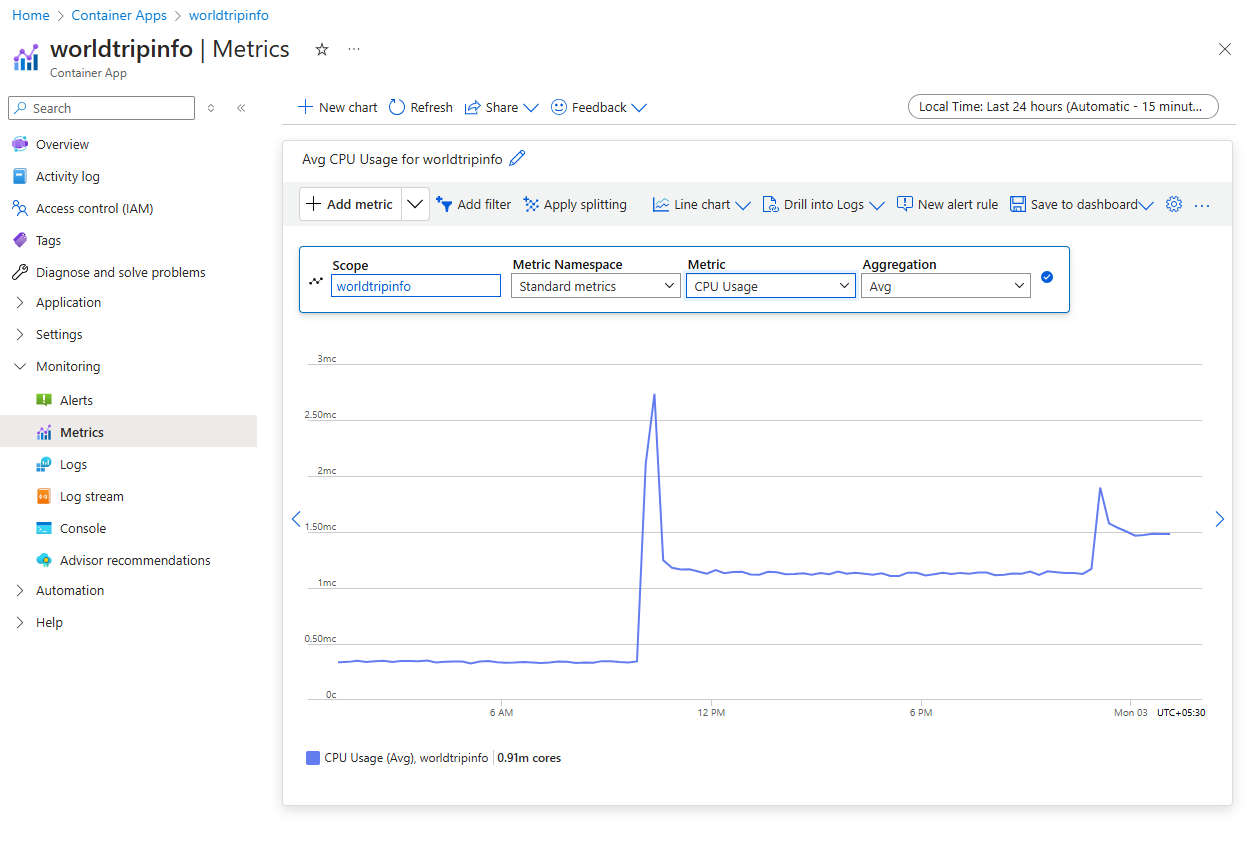 Home > Container Apps > worldtripinfo
worldtripinfo | Metrics
Container App
Search
Overview
Activity log
Access control (IAM)
Tags
Diagnose and solve problems
Application
Settings
Monitoring
Alerts
Metrics
Logs
Log stream
Console
Advisor recommendations
Automation
Help
New chart Refresh Share Feedback
Local Time: Last 24 hours (Automatic - 15 minut...
Avg CPU Usage for worldtripinfo
Add metric Add filter Apply splitting Line chart Drill into Logs New alert rule Save to dashboard
Scope Metric Namespace Metric Aggregation
worldtripinfo Standard metrics CPU Usage Avg
3mc
2.50mc
2mc
1.50mc
1mc
0.50mc
0c
6 AM 12 PM 6 PM Mon 03 UTC+05:30
CPU Usage (Avg), worldtripinfo | 0.91m cores